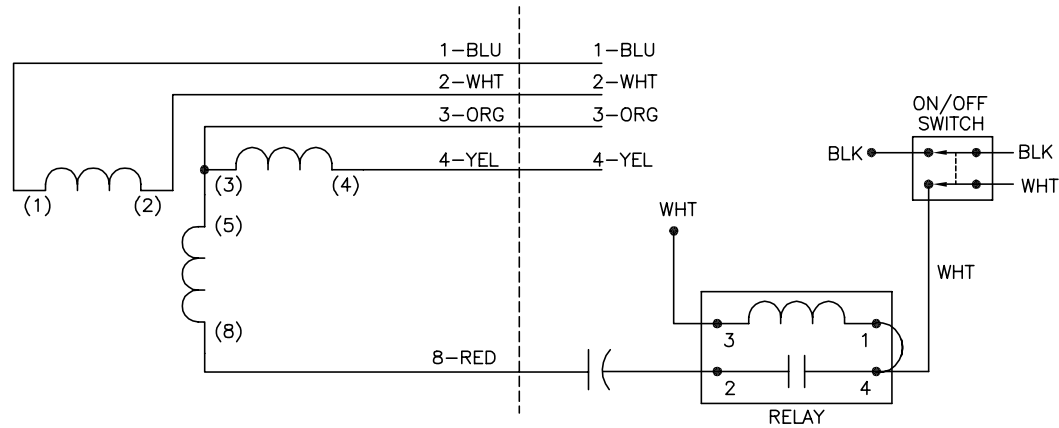 1-BLU 1-BLU
2-WHT 2-WHT
3-ORG 3-ORG
4-YEL 4-YEL
ON/OFF
SWITCH
BLK BLK
WHT
(1) (2) (3) (4)
WHT
(5)
WHT
(8)
3 1
8-RED
2 4
RELAY